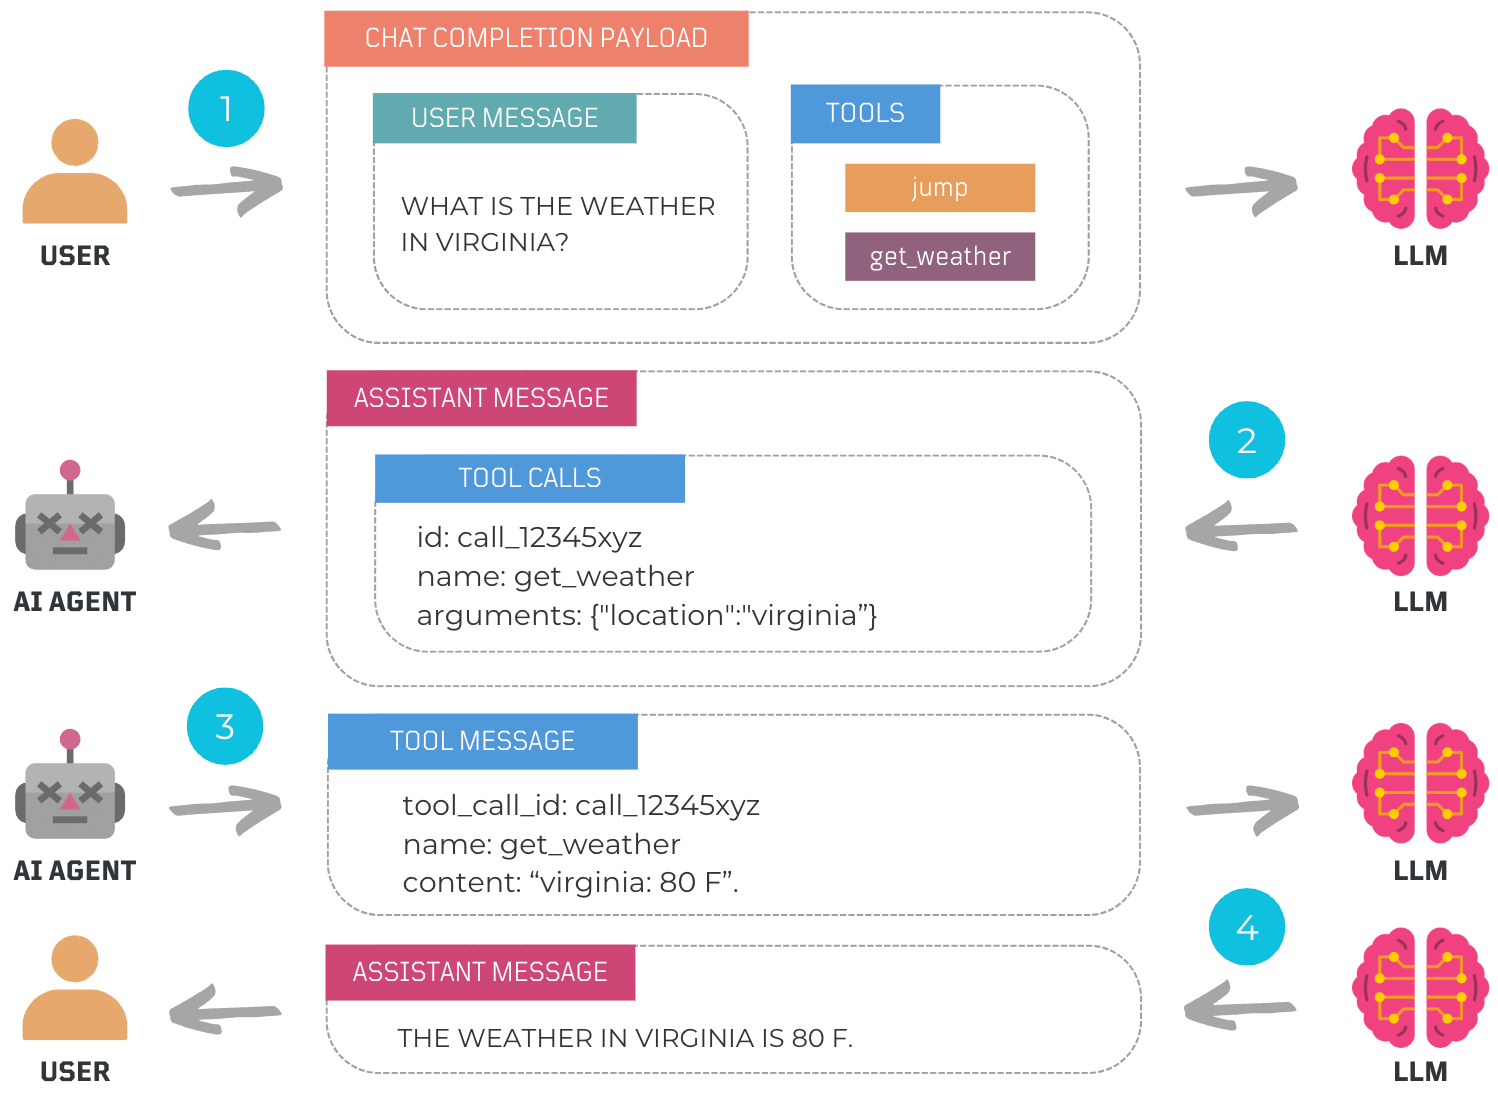 CHAT COMPLETION PAYLOAD
1
USER MESSAGE
TOOLS
WHAT IS THE WEATHER
IN VIRGINIA?
jump
get_weather
USER
LLM
ASSISTANT MESSAGE
2
TOOL CALLS
id: call_12345xyz
name: get_weather
arguments: {"location":"virginia”}
AI AGENT
LLM
3
TOOL MESSAGE
tool_call_id: call_12345xyz
name: get_weather
content: “virginia: 80 F”.
AI AGENT
LLM
4
ASSISTANT MESSAGE
THE WEATHER IN VIRGINIA IS 80 F.
USER
LLM